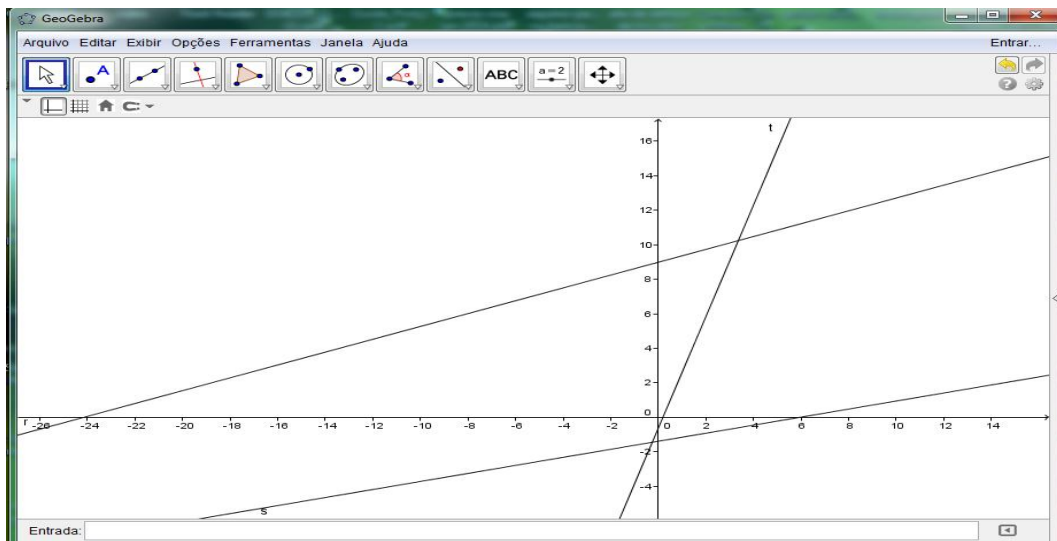 GeoGebra
Arquivo Editar Exibir Opções Ferramentas Janela Ajuda
Entrar...
A
α
ABC
a = 2
t
16
14
12
10
8
6
4
2
0
r -26 -24 -22 -20 -18 -16 -14 -12 -10 -8 -6 -4 -2 0 2 4 6 8 10 12 14
-2
-4
s
Entrada: